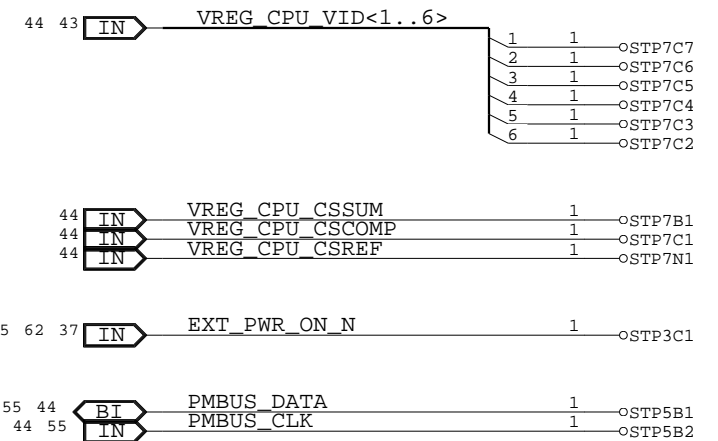 44 43 IN VREG_CPU_VID<1..6>
1 1 STP7C7
2 1 STP7C6
3 1 STP7C5
4 1 STP7C4
5 1 STP7C3
6 1 STP7C2
44 IN VREG_CPU_CSSUM 1 STP7B1
44 IN VREG_CPU_CSCOMP 1 STP7C1
44 IN VREG_CPU_CSREF 1 STP7N1
5 62 37 IN EXT_PWR_ON_N 1 STP3C1
55 44 BI PMBUS_DATA 1 STP5B1
44 55 IN PMBUS_CLK 1 STP5B2